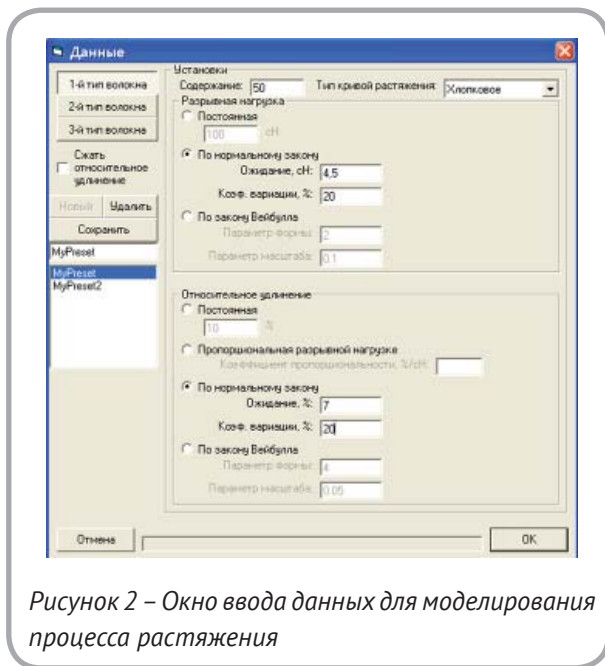 Данные
1-й тип волокна
2-й тип волокна
3-й тип волокна
Сжать
относительное
удлинение
Новый Удалить
Сохранить
MyPreset
MyPreset
MyPreset2
Установки
Содержание: 50 Тип кривой растяжения: Хлопковое
Разрывная нагрузка
Постоянная
100 сН
По нормальному закону
Ожидание, сН: 4,5
Коэф. вариации, %: 20
По закону Вейбулла
Параметр формы: 2
Параметр масштаба: 0.1
Относительное удлинение
Постоянная
10 %
Пропорциональная разрывной нагрузке
Коэффициент пропорциональности, %/сН:
По нормальному закону
Ожидание, %: 7
Коэф. вариации, %: 20
По закону Вейбулла
Параметр формы: 4
Параметр масштаба: 0.05
Отмена OK
Рисунок 2 – Окно ввода данных для моделирования
процесса растяжения